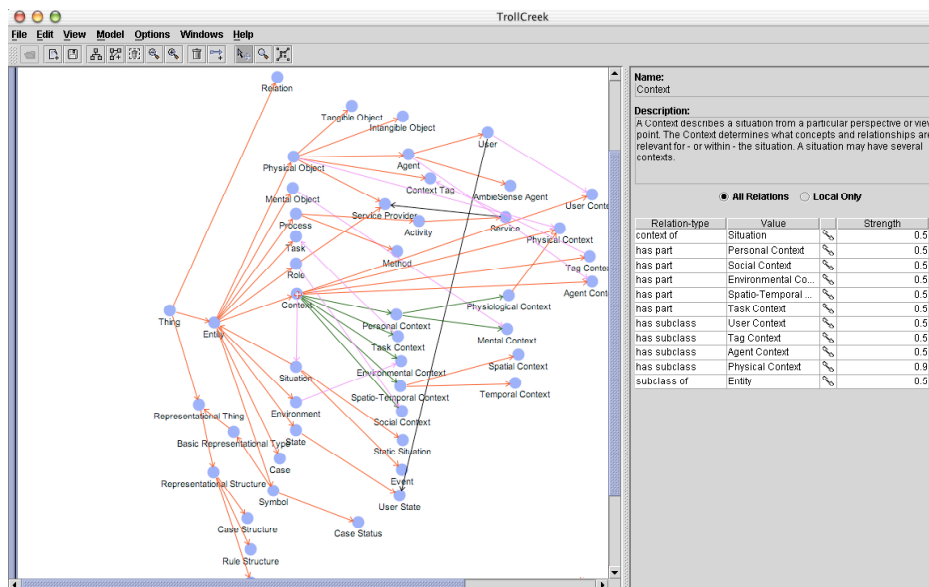 TrollCreek
File Edit View Model Options Windows Help
Relation
Tangible Object
Intangible Object
User
Physical Object
Agent
Context Tag
AmbieSense Agent
Mental Object
Service Provider
User Conte
Process
Activity
Service
Physical Context
Task
Method
Role
Tag Conte
Context
Agent Conte
Physiological Context
Thing
Entity
Personal Context
Mental Context
Task Context
Environmental Context
Spatial Context
Situation
Spatio-Temporal Context
Temporal Context
Environment
Social Context
Representational Thing
State
Basic Representational Type
Static Situation
Case
Event
Representational Structure
Symbol
User State
Case Structure
Case Status
Rule Structure
Name:
Context
Description:
A Context describes a situation from a particular perspective or view
point. The Context determines what concepts and relationships are
relevant for - or within - the situation. A situation may have several
contexts.
All Relations Local Only
Relation-type Value Strength
context of Situation 0.5
has part Personal Context 0.5
has part Social Context 0.5
has part Environmental Co... 0.5
has part Spatio-Temporal ... 0.5
has part Task Context 0.5
has subclass User Context 0.5
has subclass Tag Context 0.5
has subclass Agent Context 0.5
has subclass Physical Context 0.9
subclass of Entity 0.5